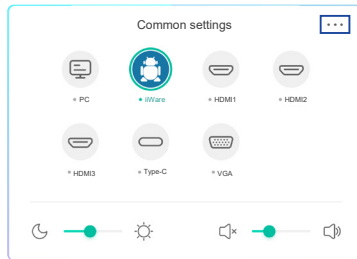 Common settings
PC
iWare
HDMI1
HDMI2
HDMI3
Type-C
VGA